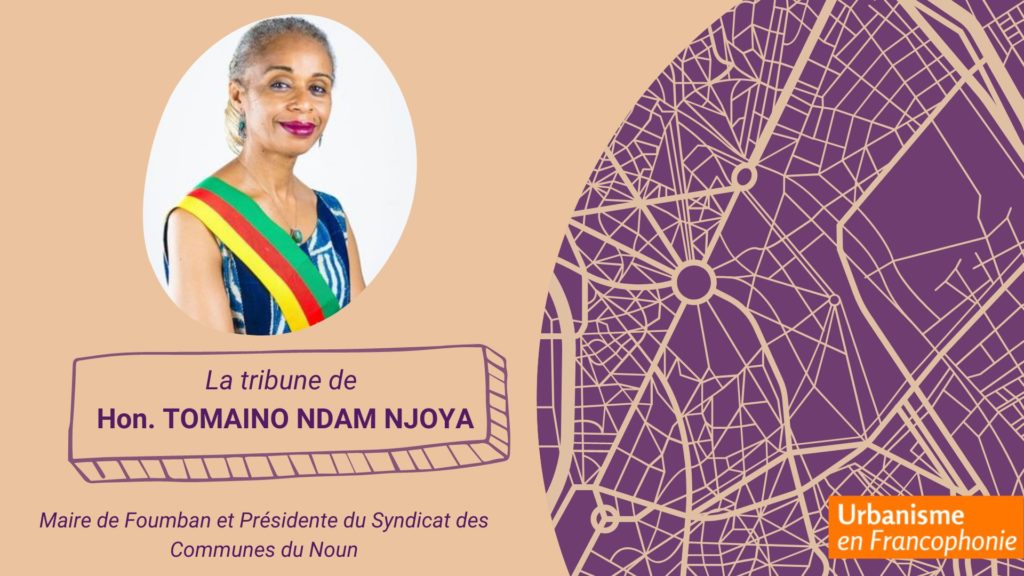 La tribune de
Hon. TOMAINO NDAM NJOYA
Maire de Foumban et Présidente du Syndicat des
Communes du Noun
Urbanisme
en Francophonie